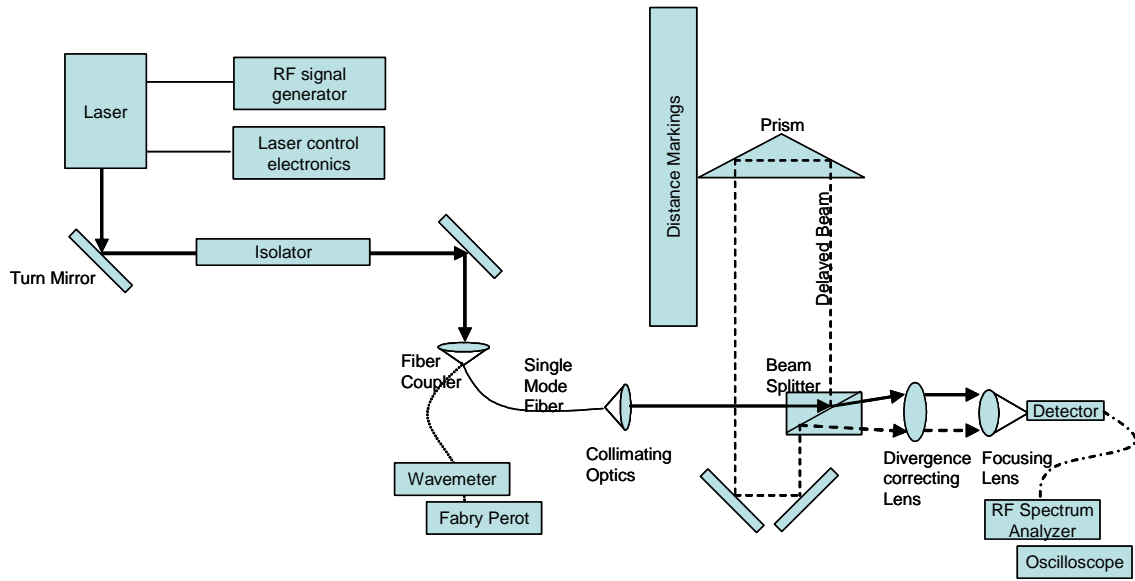 RF signal
generator
Laser
Laser control
electronics
Distance Markings
Prism
Delayed Beam
Isolator
Turn Mirror
Fiber
Coupler
Single
Mode
Fiber
Beam
Splitter
Detector
Collimating
Optics
Divergence
correcting
Lens
Focusing
Lens
Wavemeter
Fabry Perot
RF Spectrum
Analyzer
Oscilloscope